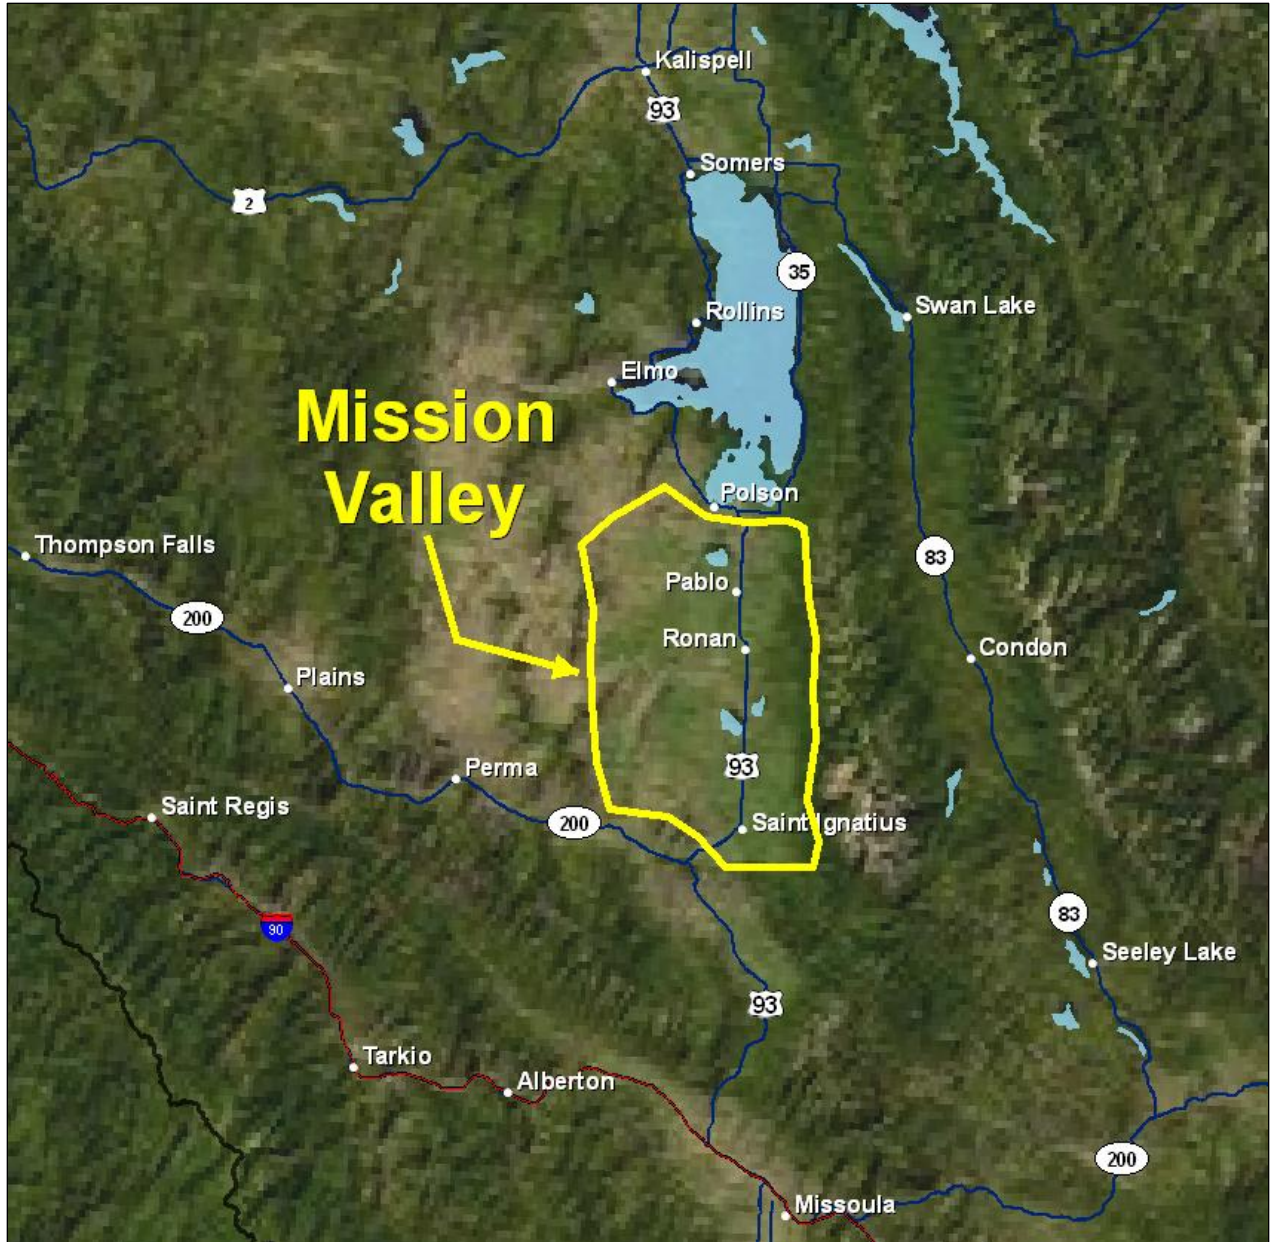 Kalispell
93
Somers
2
35
Rollins
Swan Lake
Elmo
Mission
Valley
Polson
Thompson Falls
83
Pablo
200
Ronan
Condon
Plains
93
Perma
Saint Regis
200
Saint Ignatius
90
83
Seeley Lake
93
Tarkio
Alberton
200
Missoula